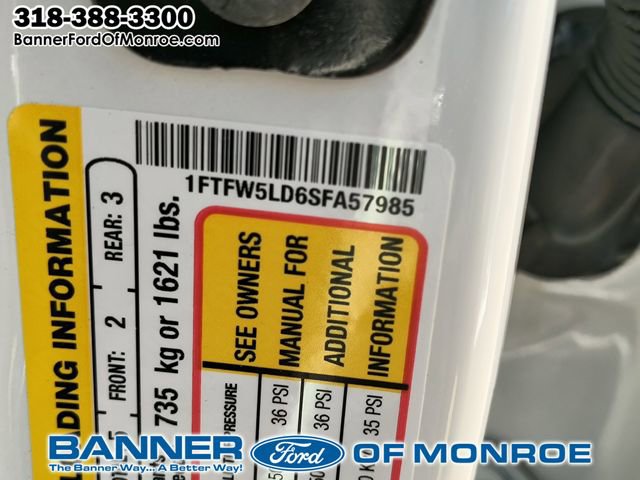 318-388-3300
BannerFordOfMonroe.com
1FTFW5LD6SFA57985
ADING INFORMATION
FRONT: 2 REAR: 3
735 kg or 1621 lbs.
SEE OWNERS
MANUAL FOR
ADDITIONAL
INFORMATION
PRESSURE
36 PSI
36 PSI
35 PSI
BANNER Ford OF MONROE
The Banner Way... A Better Way!